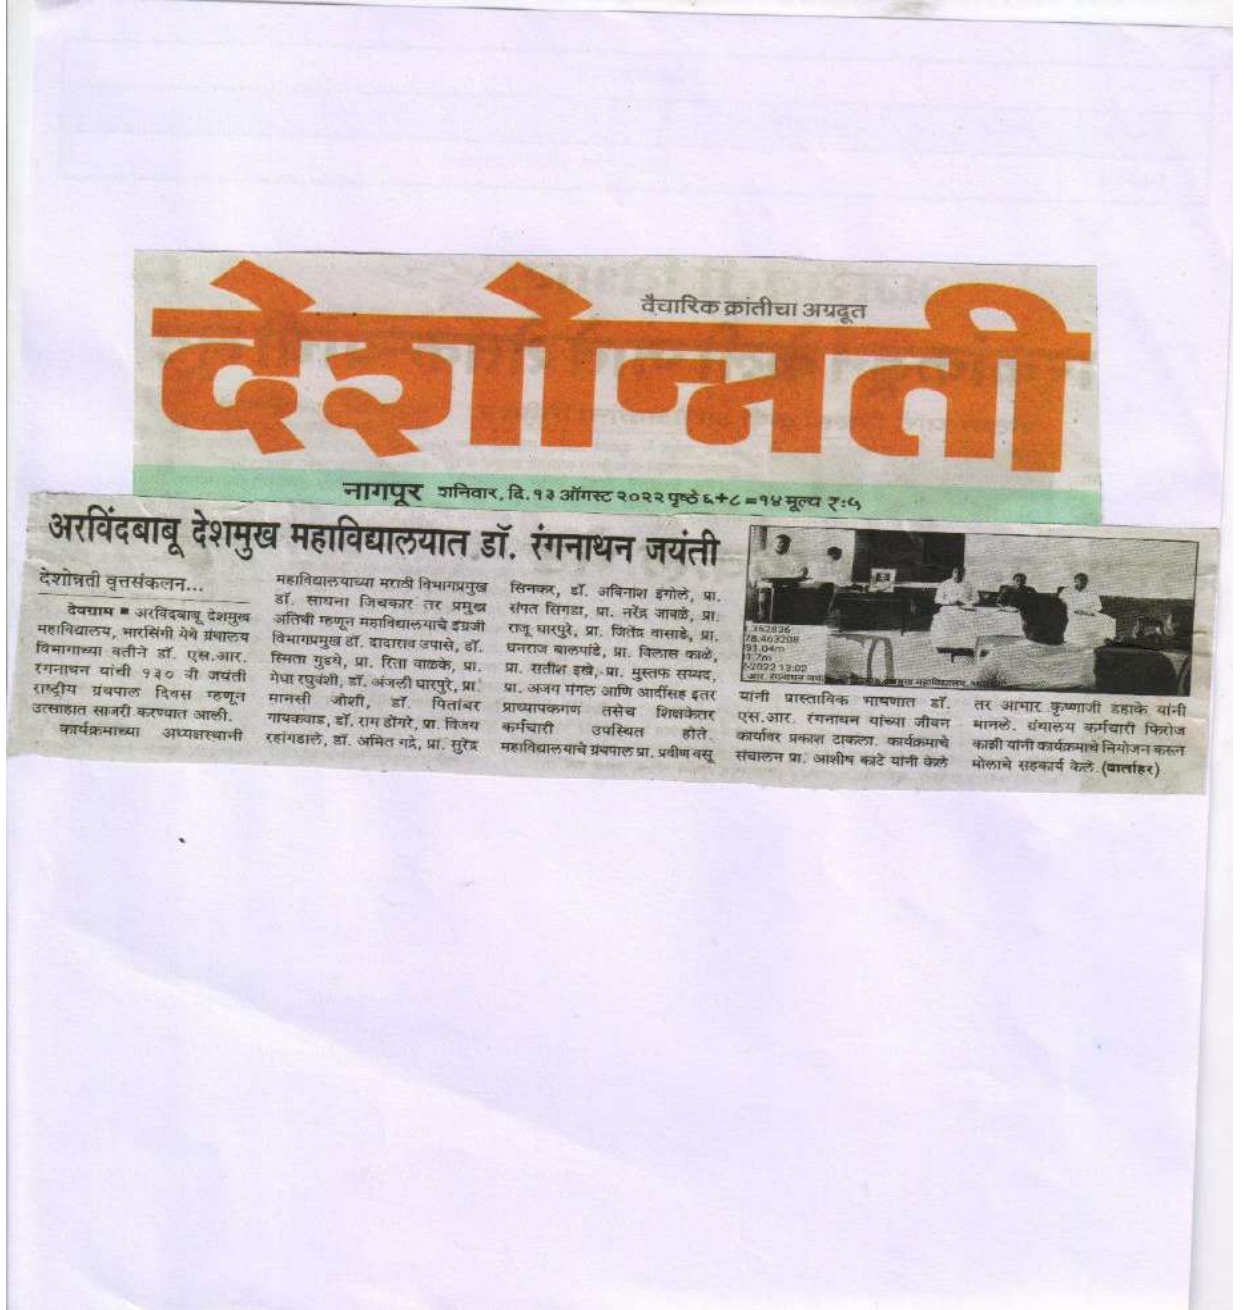 वैचारिक क्रांतीचा अग्रदूत
देशोन्नती
नागपूर शनिवार, दि.१३ ऑगस्ट २०२२ पृष्ठे ६+८=१४ मूल्य ₹:५
अरविंदबाबू देशमुख महाविद्यालयात डॉ. रंगनाथन जयंती
देशोन्नती वृत्तसंकलन...
देवग्राम ■ अरविंदबाबू देशमुख
महाविद्यालय, भारसिंगी येथे ग्रंथालय
विभागाच्या वतीने डॉ. एस.आर.
रंगनाथन यांची १३० वी जयंती
राष्ट्रीय ग्रंथपाल दिवस म्हणून
उत्साहात साजरी करण्यात आली.
कार्यक्रमाच्या अध्यक्षस्थानी
महाविद्यालयाच्या मराठी विभागप्रमुख
डॉ. साधना जिचकार तर प्रमुख
अतिथी म्हणून महाविद्यालयाचे इंग्रजी
विभागप्रमुख डॉ. दादाराव उपासे, डॉ.
स्मिता गुडधे, प्रा. रिता वाळके, प्रा.
मेघा रघुवंशी, डॉ. अंजली घारपुरे, प्रा.
मानसी जोशी, डॉ. पितांबर
गायकवाड, डॉ. राम डोंगरे, प्रा. विजय
रहांगडाले, डॉ. अमित गद्रे, प्रा. सुरेंद्र
सिनकर, डॉ. अविनाश इंगोले, प्रा.
संपत सिंगडा, प्रा. नरेंद्र जावळे, प्रा.
राजू घारपुरे, प्रा. जितेंद्र वासाडे, प्रा.
धनराज बालपांडे, प्रा. विलास काळे,
प्रा. सतीश इखे, प्रा. मुस्तफ सय्यद,
प्रा. अजय मंगल आणि आदींसह इतर
प्राध्यापकगण तसेच शिक्षकेतर
कर्मचारी उपस्थित होते.
महाविद्यालयाचे ग्रंथपाल प्रा. प्रवीण वसू
78.463208
2022 12:02
यांनी प्रास्ताविक भाषणात डॉ.
एस.आर. रंगनाथन यांच्या जीवन
कार्यावर प्रकाश टाकला. कार्यक्रमाचे
संचालन प्रा. आशीष काटे यांनी केले
तर आभार कृष्णाजी डहाके यांनी
मानले. ग्रंथालय कर्मचारी फिरोज
काझी यांनी कार्यक्रमाचे नियोजन करून
मोलाचे सहकार्य केले. (वार्ताहर)